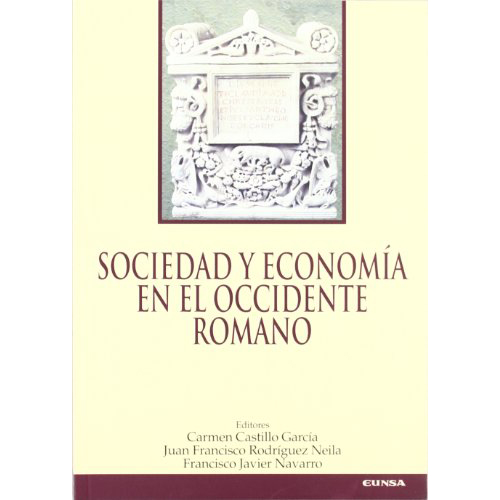 SOCIEDAD Y ECONOMÍA
EN EL OCCIDENTE
ROMANO
Editores
Carmen Castillo García
Juan Francisco Rodríguez Neila
Francisco Javier Navarro
EUNSA